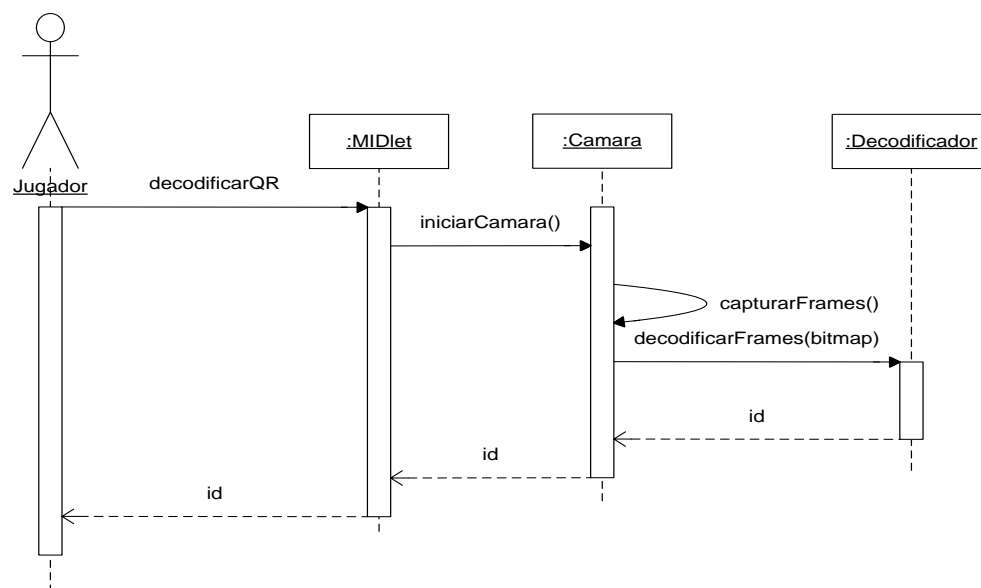 :MIDlet
:Camara
:Decodificador
Jugador
decodificarQR
iniciarCamara()
capturarFrames()
decodificarFrames(bitmap)
id
id
id